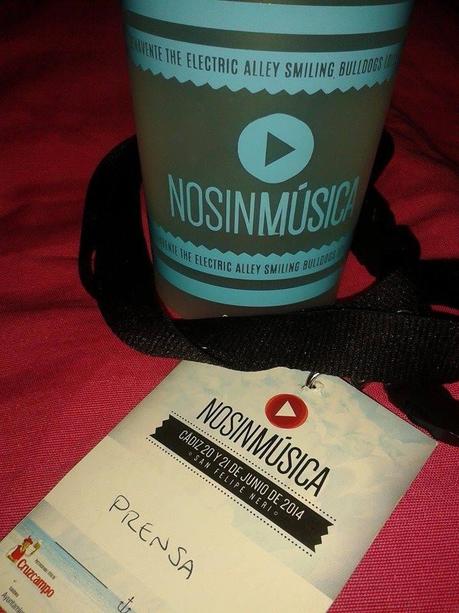 THE ELECTRIC ALLEY SMILING BULLDOGS
NOSINMÚSICA
THE ELECTRIC ALLEY SMILING BULLDOGS
NOSINMÚSICA
CÁDIZ 20 Y 21 DE JUNIO DE 2014
SAN FELIPE NERI
PRENSA
Cruzcampo